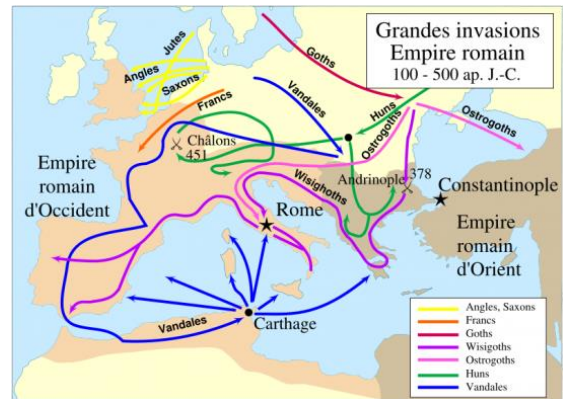 Grandes invasions
Empire romain
100 - 500 ap. J.-C.
Jutes
Angles
Saxons
Goths
Vandales
Francs
Huns
Ostrogoths
Ostrogoths
Châlons
451
Empire
romain
d'Occident
Wisighoths
Andrinople
378
Constantinople
Rome
Empire
romain
d'Orient
Vandales
Carthage
Angles, Saxons
Francs
Goths
Wisigoths
Ostrogoths
Huns
Vandales